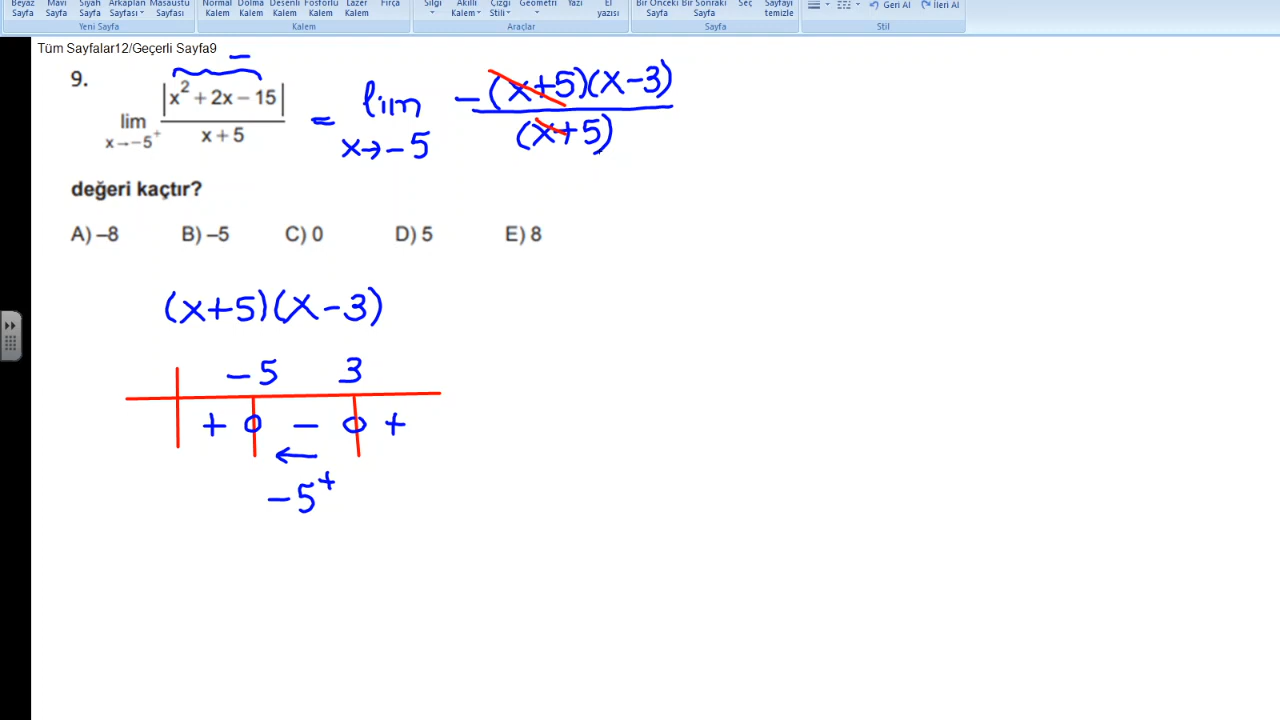 Beyaz Mavi Siyah Altarnatif Masaüstü Normal Dolma Desenli Fosforlu Lazer Fırça Silgi Akıllı Çizgi Geometri Yazı El Bir Önceki Bir Sonraki Seç Sayfayı Geri Al İleri Al
Sayfa Sayfa Sayfa Sayfası Sayfası Kalem Kalem Kalem Kalem Kalem Kalem Stili yazısı Sayfa Sayfa temizle
Yeni Sayfa Kalem Araçlar Sayfa Stil
Tüm Sayfalar12/Geçerli Sayfa9
−
9. lim x→−5⁺ |x² + 2x − 15| / x + 5 = lim x→−5 −(x+5)(x−3) / (x+5)
değeri kaçtır?
A) –8 B) –5 C) 0 D) 5 E) 8
(x+5)(x−3)
−5 3
+ 0 − 0 +
←
−5⁺